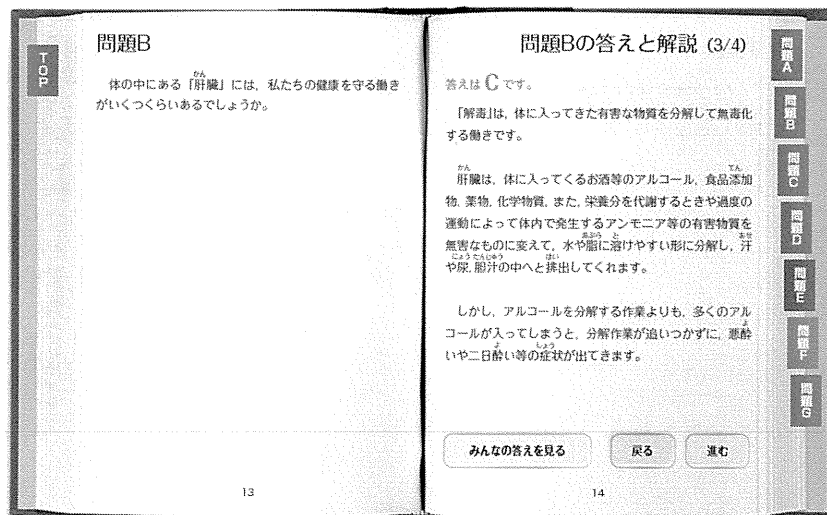 TOP
問題B
体の中にある「肝臓」には，私たちの健康を守る働き
がいくつくらいあるでしょうか。
13
問題Bの答えと解説 (3/4)
答えは C です。
「解毒」は，体に入ってきた有害な物質を分解して無毒化
する働きです。
肝臓は，体に入ってくるお酒等のアルコール，食品添加
物，薬物，化学物質，また，栄養分を代謝するときや過度の
運動によって体内で発生するアンモニア等の有害物質を
無害なものに変えて，水や脂に溶けやすい形に分解し，汗
や尿，胆汁の中へと排出してくれます。
しかし，アルコールを分解する作業よりも，多くのアル
コールが入ってしまうと，分解作業が追いつかずに，悪酔
いや二日酔い等の症状が出てきます。
みんなの答えを見る
戻る
進む
14
問題A
問題B
問題C
問題D
問題E
問題F
問題G